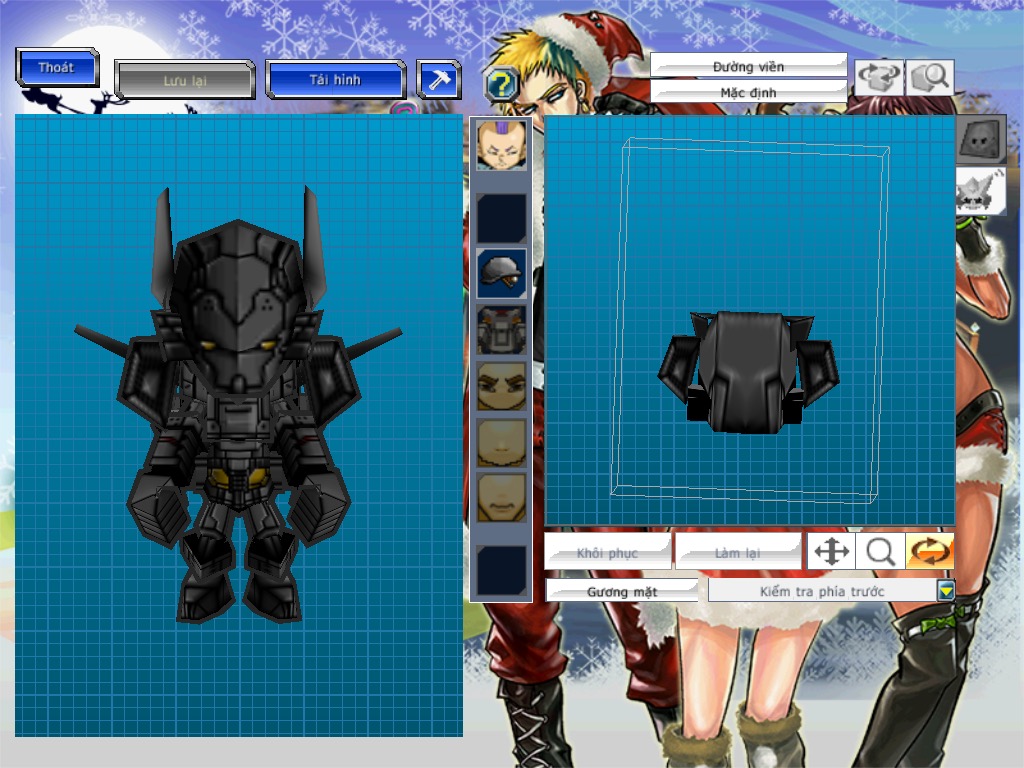 Thoát
Lưu lại
Tải hình
?
Đường viền
Mặc định
Khôi phục
Làm lại
Gương mặt
Kiểm tra phía trước